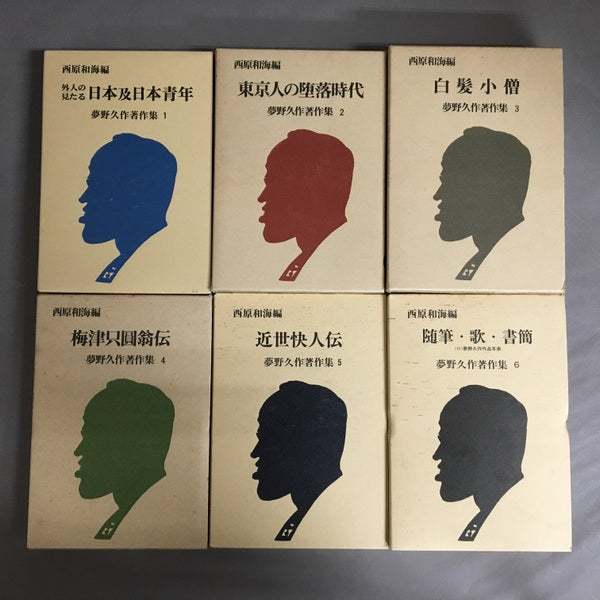 西原和海編
外人の
見たる 日本及日本青年
夢野久作著作集 1
西原和海編
東京人の堕落時代
夢野久作著作集 2
西原和海編
白髪小僧
夢野久作著作集 3
西原和海編
梅津只圓翁伝
夢野久作著作集 4
西原和海編
近世快人伝
夢野久作著作集 5
西原和海編
随筆・歌・書簡
夢野久作著作集 6